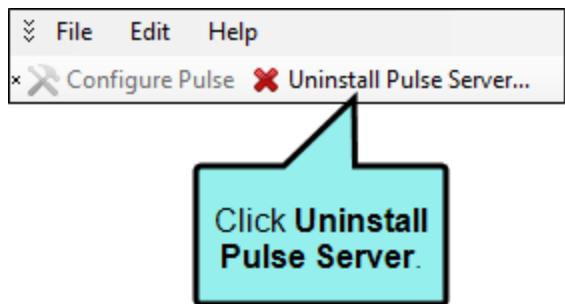 File Edit Help
Configure Pulse Uninstall Pulse Server...
Click Uninstall
Pulse Server.